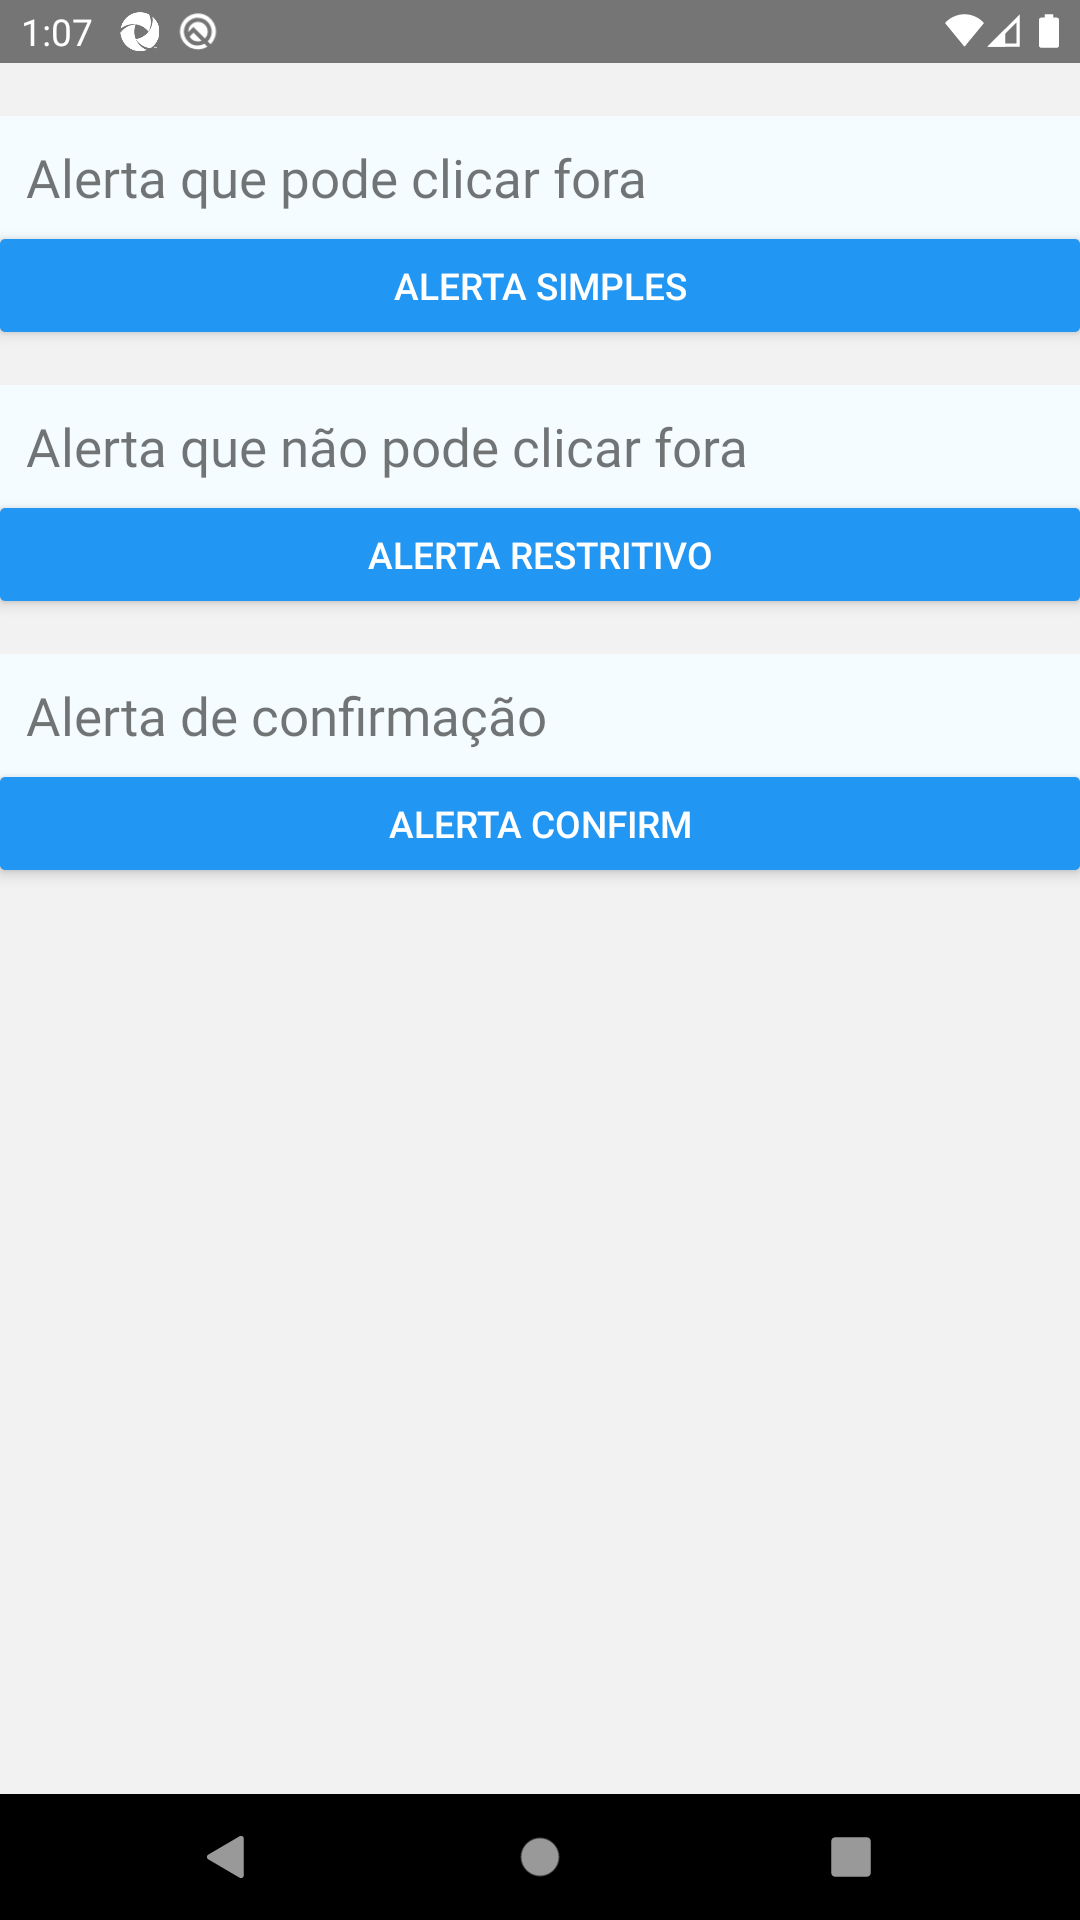 1:07
Alerta que pode clicar fora
ALERTA SIMPLES
Alerta que não pode clicar fora
ALERTA RESTRITIVO
Alerta de confirmação
ALERTA CONFIRM